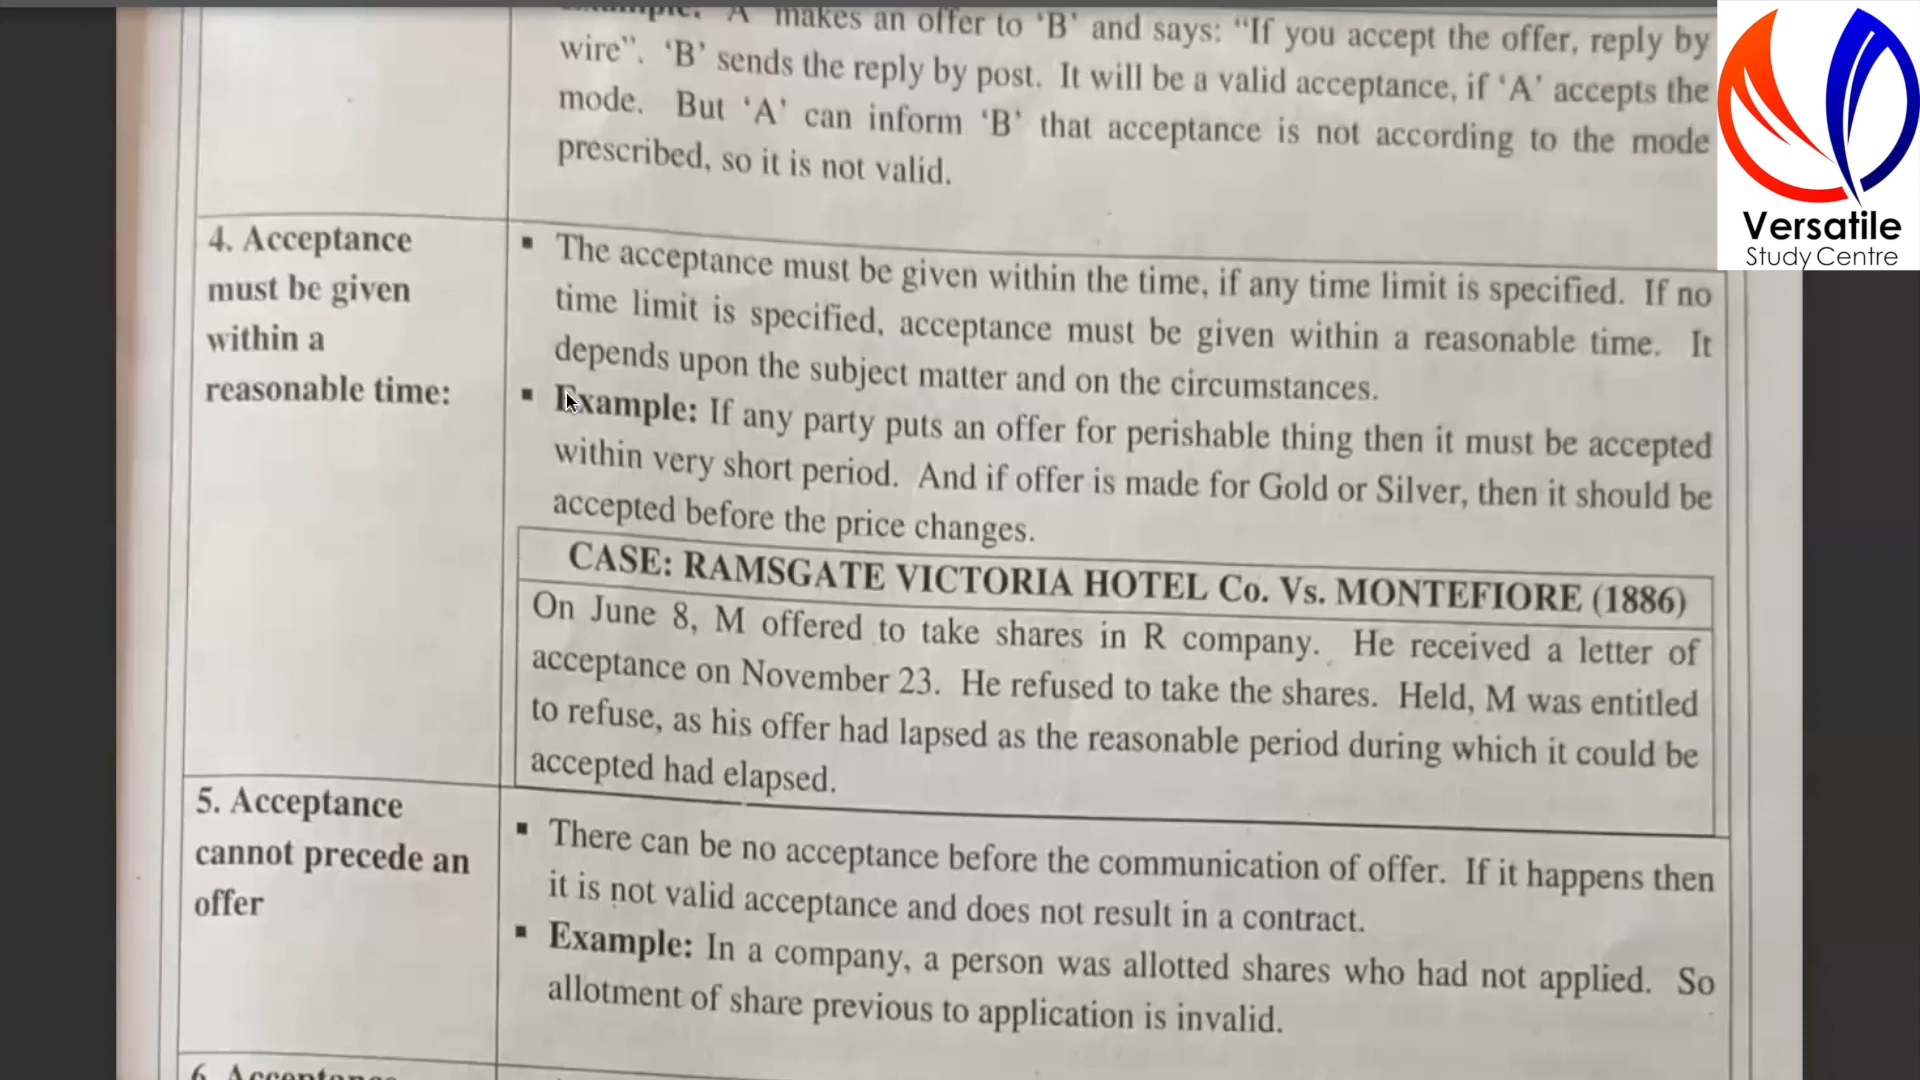 Example: 'A' makes an offer to 'B' and says: "If you accept the offer, reply by
wire". 'B' sends the reply by post. It will be a valid acceptance, if 'A' accepts the
mode. But 'A' can inform 'B' that acceptance is not according to the mode
prescribed, so it is not valid.
Versatile
Study Centre
4. Acceptance
must be given
within a
reasonable time:
▪ The acceptance must be given within the time, if any time limit is specified. If no
time limit is specified, acceptance must be given within a reasonable time. It
depends upon the subject matter and on the circumstances.
▪ Example: If any party puts an offer for perishable thing then it must be accepted
within very short period. And if offer is made for Gold or Silver, then it should be
accepted before the price changes.
CASE: RAMSGATE VICTORIA HOTEL Co. Vs. MONTEFIORE (1886)
On June 8, M offered to take shares in R company. He received a letter of
acceptance on November 23. He refused to take the shares. Held, M was entitled
to refuse, as his offer had lapsed as the reasonable period during which it could be
accepted had elapsed.
5. Acceptance
cannot precede an
offer
▪ There can be no acceptance before the communication of offer. If it happens then
it is not valid acceptance and does not result in a contract.
▪ Example: In a company, a person was allotted shares who had not applied. So
allotment of share previous to application is invalid.
6. Acceptance